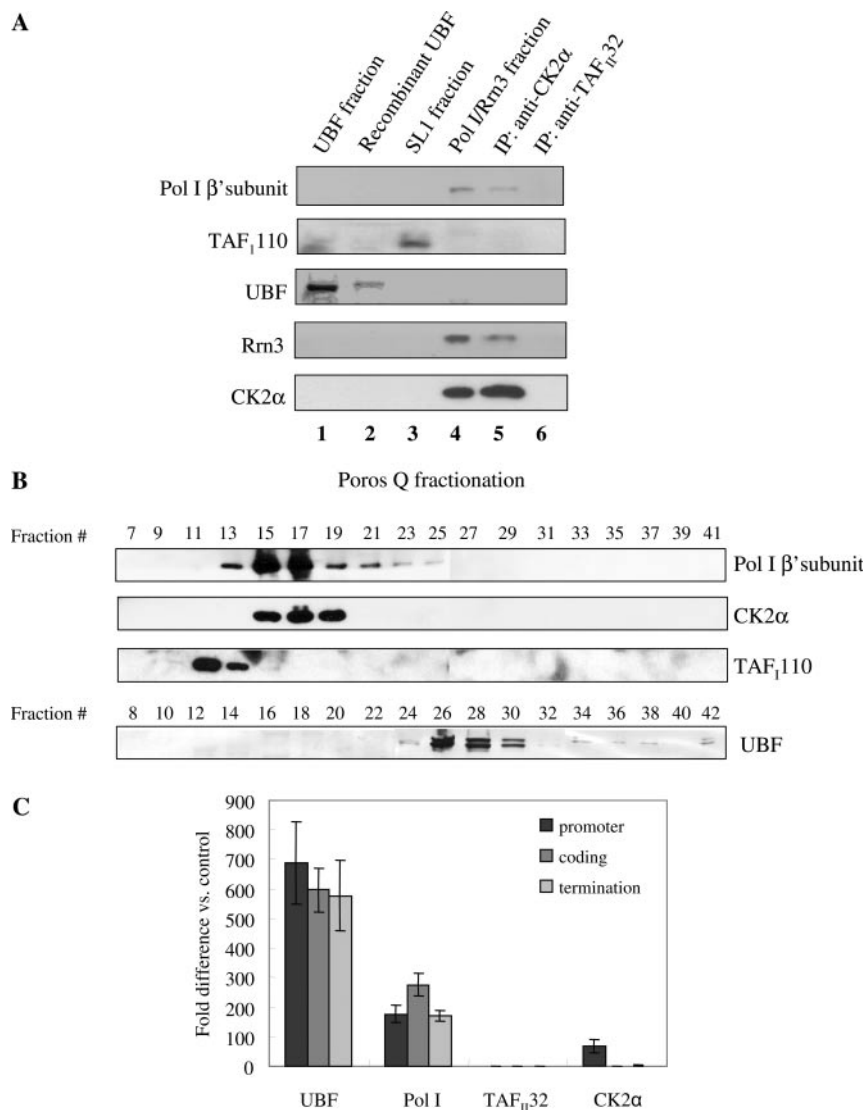 A
UBF fraction
Recombinant UBF
SL1 fraction
Pol I/Rrn3 fraction
IP: anti-CK2α
IP: anti-TAF_II32
Pol I β'subunit
TAF_I110
UBF
Rrn3
CK2α
1 2 3 4 5 6
B
Poros Q fractionation
Fraction # 7 9 11 13 15 17 19 21 23 25 27 29 31 33 35 37 39 41
Pol I β'subunit
CK2α
TAF_I110
Fraction # 8 10 12 14 16 18 20 22 24 26 28 30 32 34 36 38 40 42
UBF
C
Fold difference vs. control
900
800
700
600
500
400
300
200
100
0
promoter
coding
termination
UBF Pol I TAF_II32 CK2α